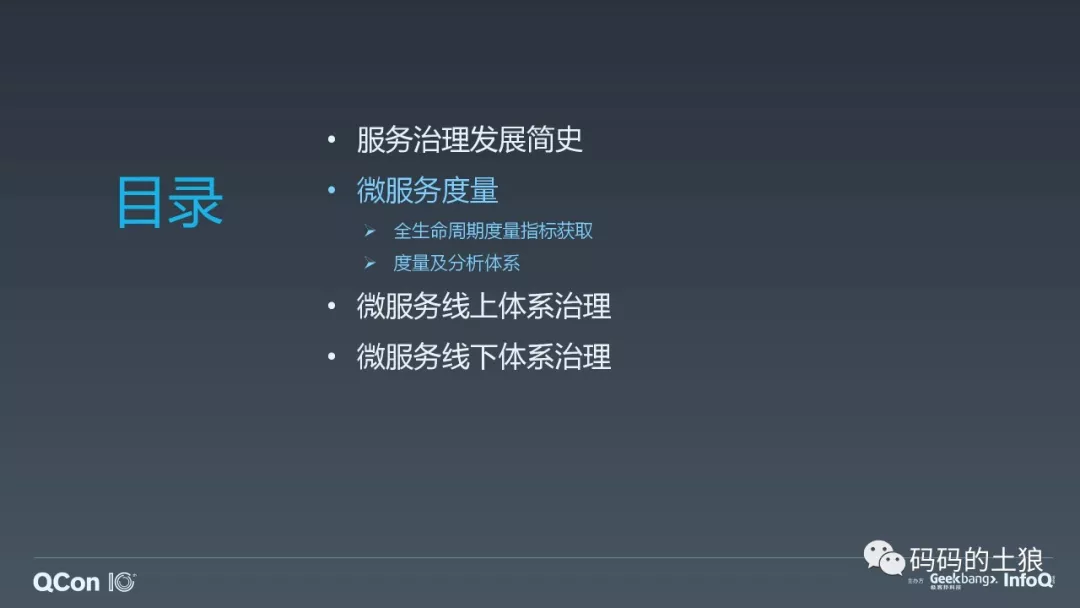 目录
• 服务治理发展简史
• 微服务度量
➢ 全生命周期度量指标获取
➢ 度量及分析体系
• 微服务线上体系治理
• 微服务线下体系治理
QCon 10+
码码的土狼
主办方 Geekbang> InfoQ
极客邦科技